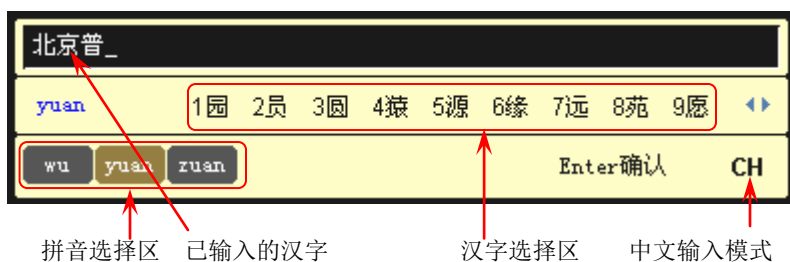 北京普_
yuan 1园 2员 3圆 4猿 5源 6缘 7远 8苑 9愿
wu yuan zuan Enter确认 CH
拼音选择区 已输入的汉字 汉字选择区 中文输入模式